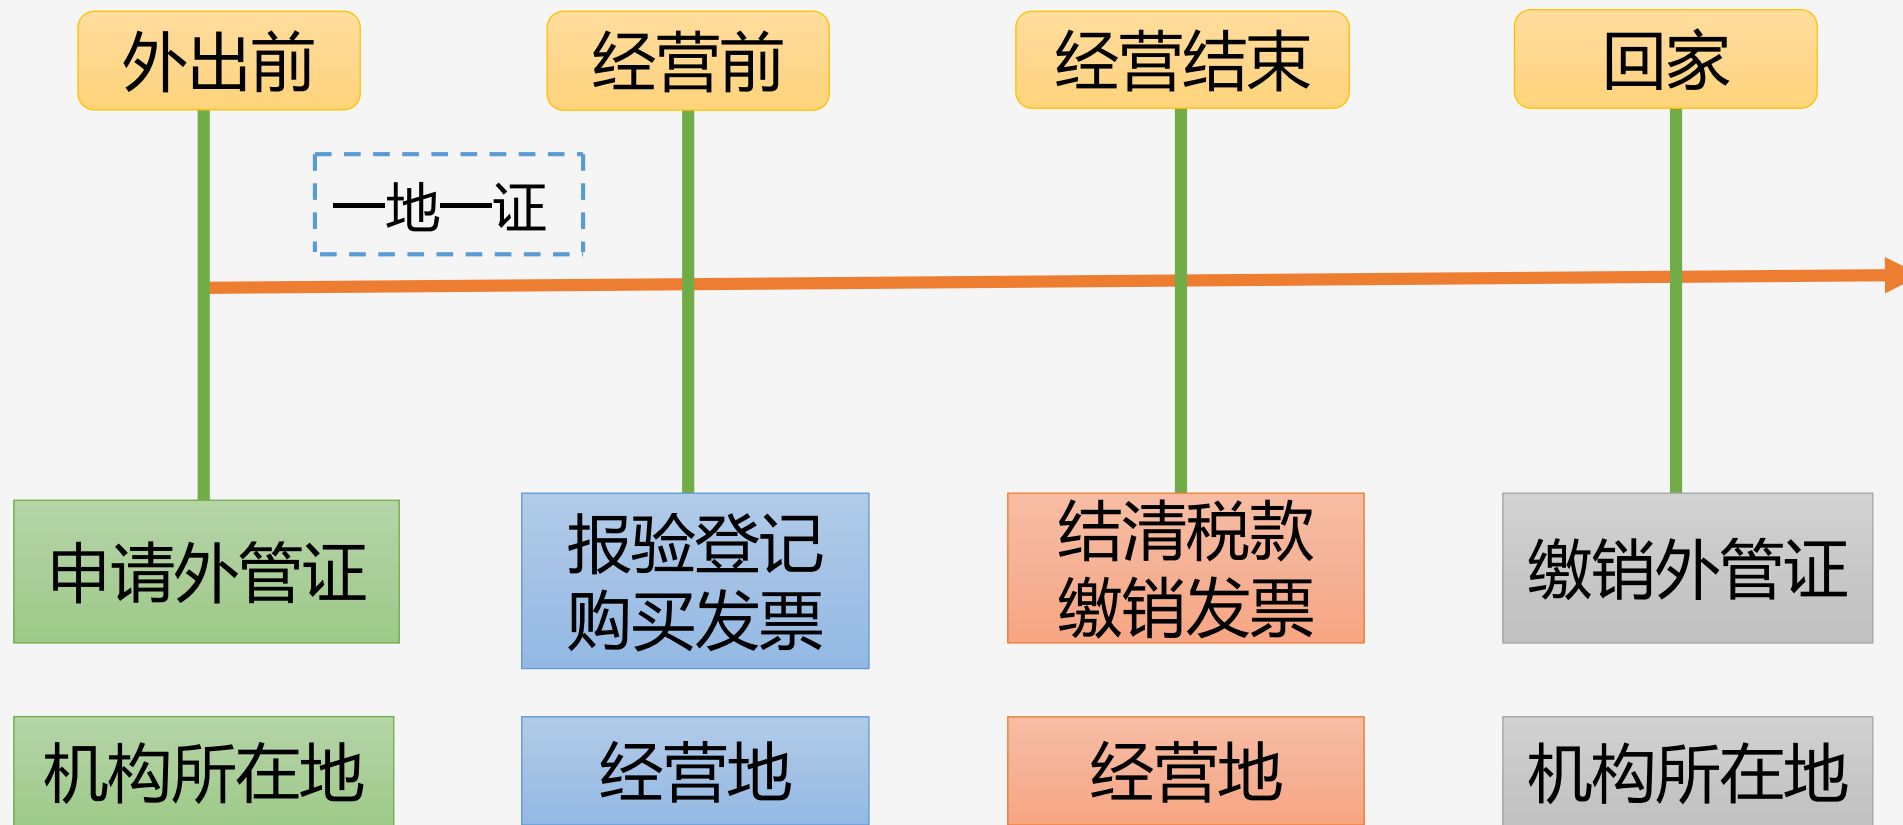 外出前
经营前
经营结束
回家
一地一证
申请外管证
报验登记
购买发票
结清税款
缴销发票
缴销外管证
机构所在地
经营地
经营地
机构所在地